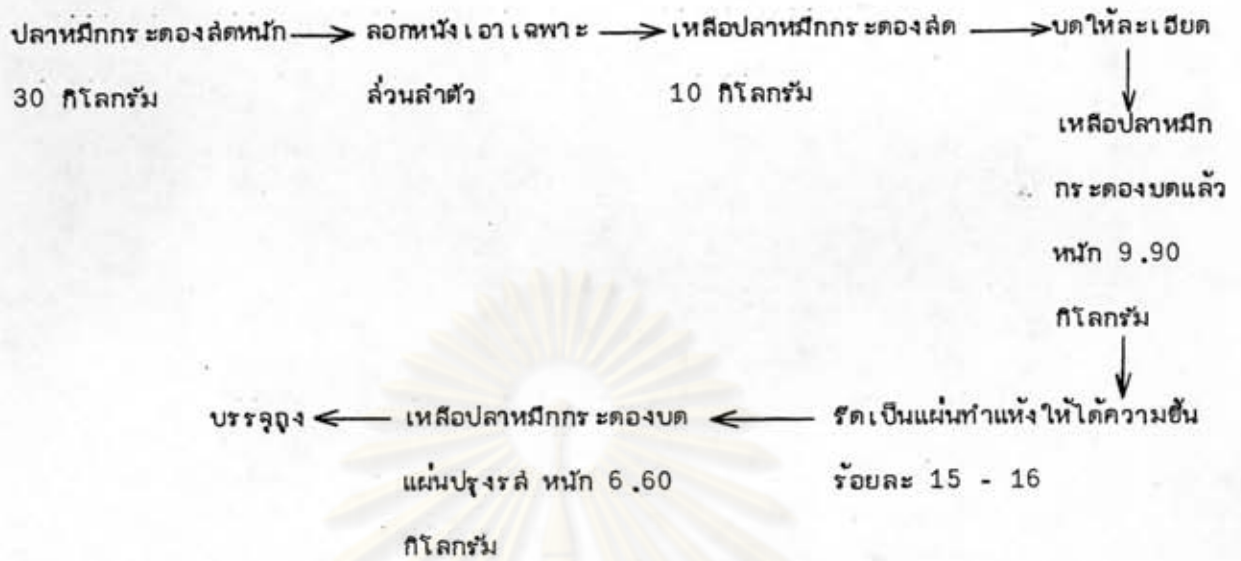 ปลาหมึกกระดองสดหนัก → ลอกหนังเอาเฉพาะ → เหลือปลาหมึกกระดองสด → บดให้ละเอียด
30 กิโลกรัม ส่วนลำตัว 10 กิโลกรัม
เหลือปลาหมึก
กระดองบดแล้ว
หนัก 9.90
กิโลกรัม
รีดเป็นแผ่นทำแห้งให้ได้ความชื้น
ร้อยละ 15 - 16
เหลือปลาหมึกกระดองบด
แผ่นปรุงรส หนัก 6.60
กิโลกรัม
บรรจุถุง